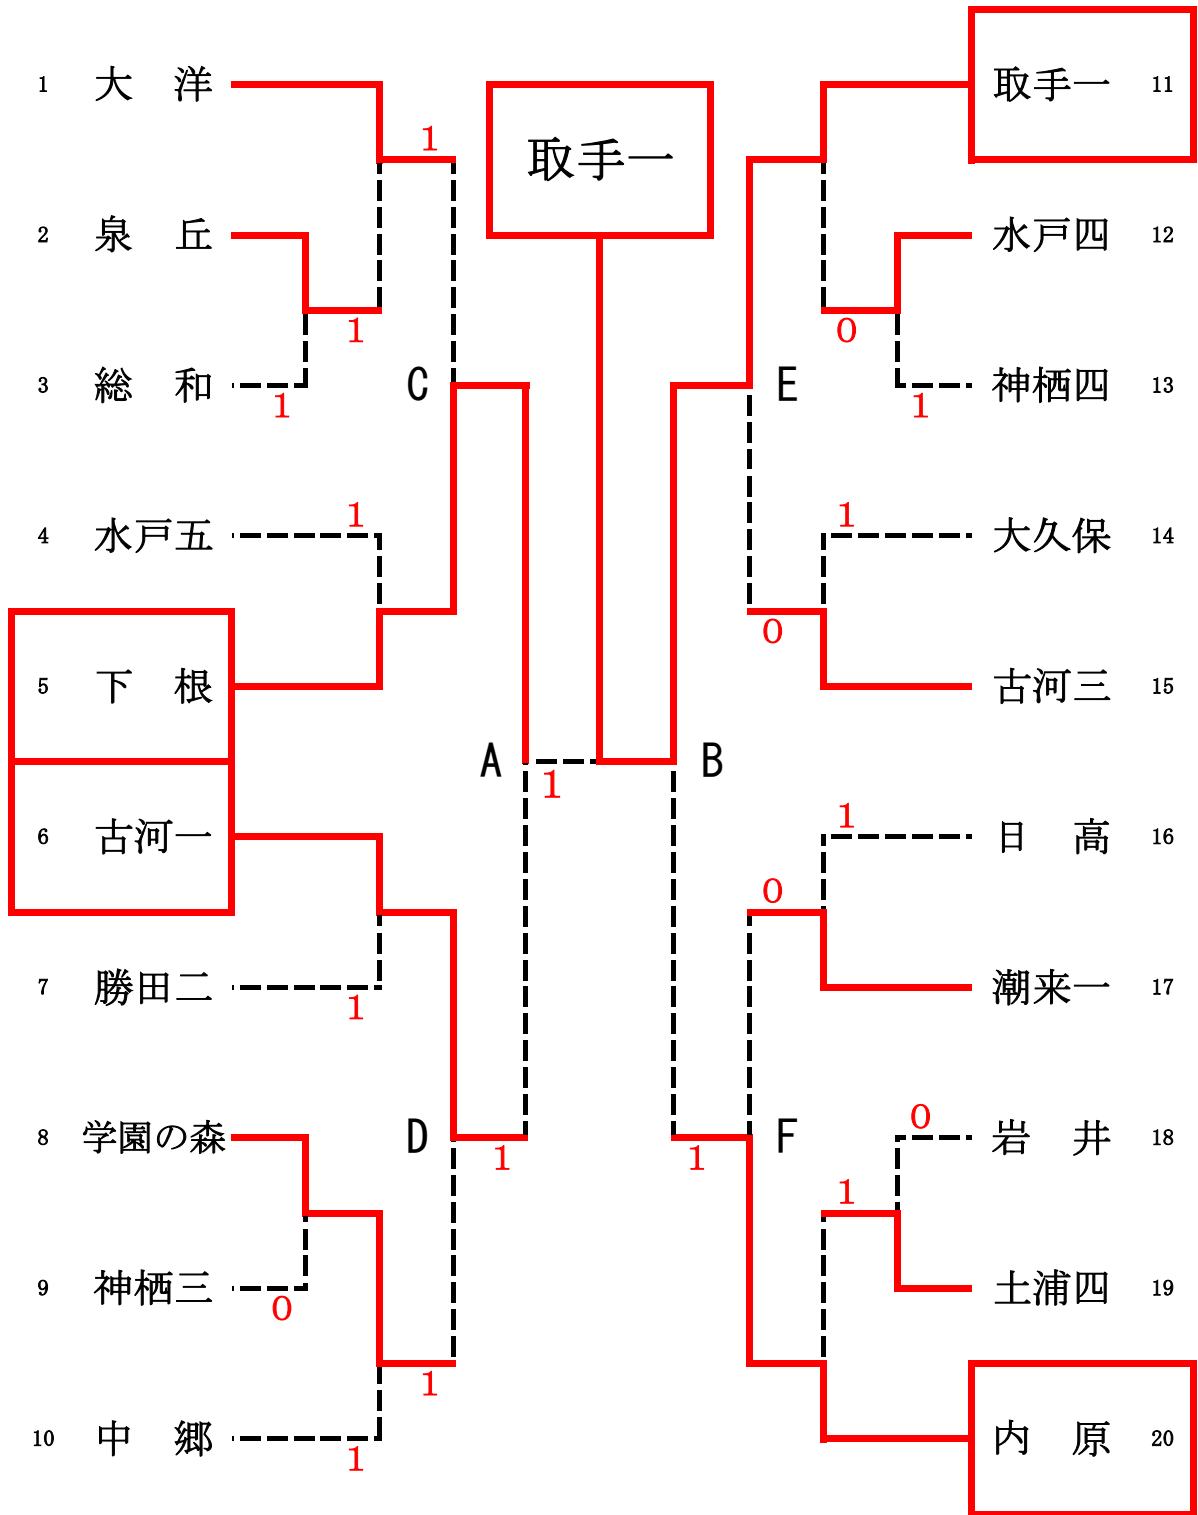 取手一
1 大 洋
1
2 泉 丘
1
3 総 和
1
C
4 水戸五
1
5 下 根
A
1
6 古河一
7 勝田二
1
8 学園の森
D
1
9 神栖三
0
1
10 中 郷
1
取手一 11
水戸四 12
0
E
神栖四 13
1
大久保 14
1
0
古河三 15
B
日 高 16
1
0
潮来一 17
岩 井 18
0
F
1
1
土浦四 19
内 原 20